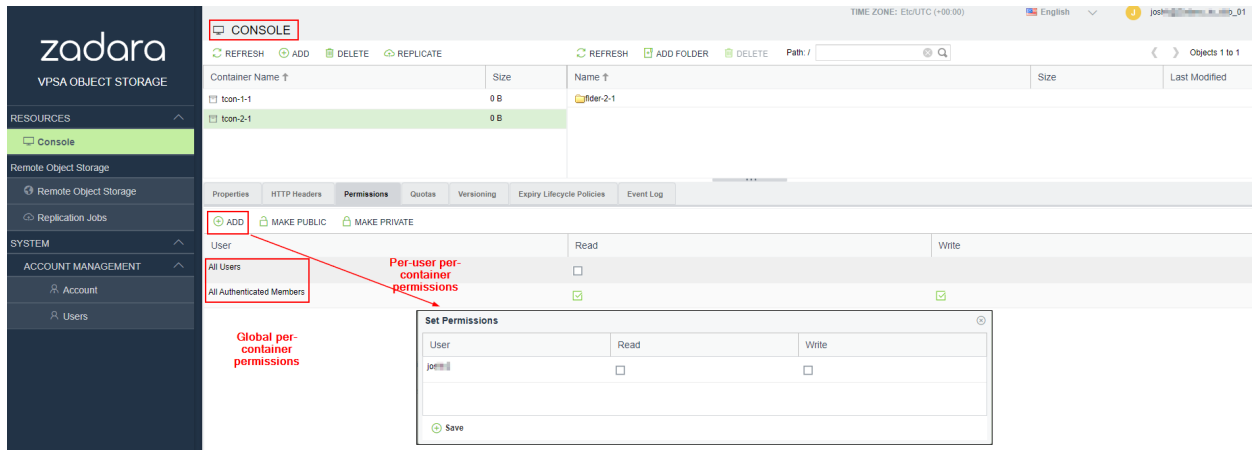 TIME ZONE: Etc/UTC (+00:00) English J
zadara
VPSA OBJECT STORAGE
RESOURCES
Console
Remote Object Storage
Remote Object Storage
Replication Jobs
SYSTEM
ACCOUNT MANAGEMENT
Account
Users
CONSOLE
REFRESH ADD DELETE REPLICATE
REFRESH ADD FOLDER DELETE Path: / Objects 1 to 1
Container Name Size
tcon-1-1 0 B
tcon-2-1 0 B
Name Size Last Modified
flder-2-1
Properties HTTP Headers Permissions Quotas Versioning Expiry Lifecycle Policies Event Log
ADD MAKE PUBLIC MAKE PRIVATE
User Read Write
All Users
All Authenticated Members
Per-user per-
container
permissions
Global per-
container
permissions
Set Permissions
User Read Write
Save